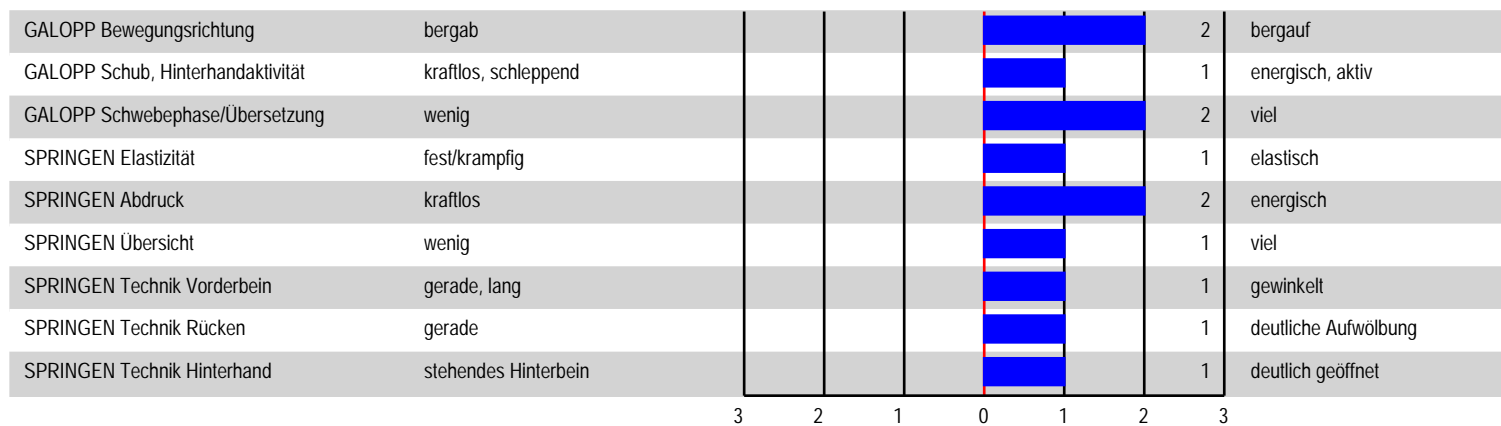 GALOPP Bewegungsrichtung bergab 2 bergauf
GALOPP Schub, Hinterhandaktivität kraftlos, schleppend 1 energisch, aktiv
GALOPP Schwebephase/Übersetzung wenig 2 viel
SPRINGEN Elastizität fest/krampfig 1 elastisch
SPRINGEN Abdruck kraftlos 2 energisch
SPRINGEN Übersicht wenig 1 viel
SPRINGEN Technik Vorderbein gerade, lang 1 gewinkelt
SPRINGEN Technik Rücken gerade 1 deutliche Aufwölbung
SPRINGEN Technik Hinterhand stehendes Hinterbein 1 deutlich geöffnet
3 2 1 0 1 2 3